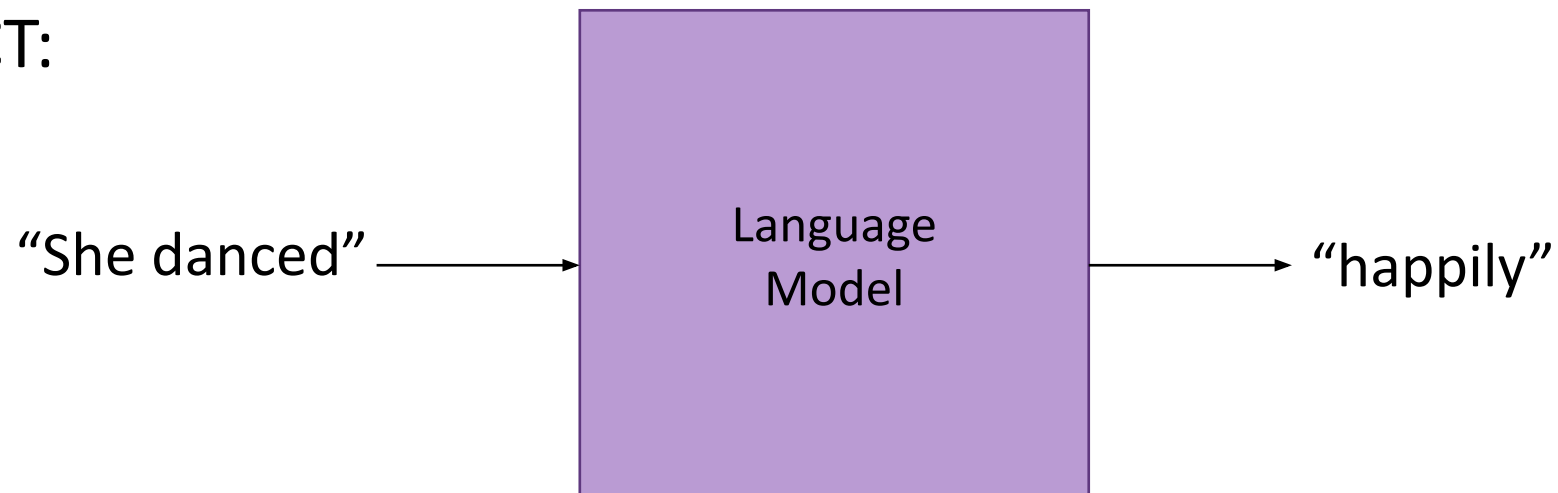 T:
“She danced”
Language
Model
“happily”